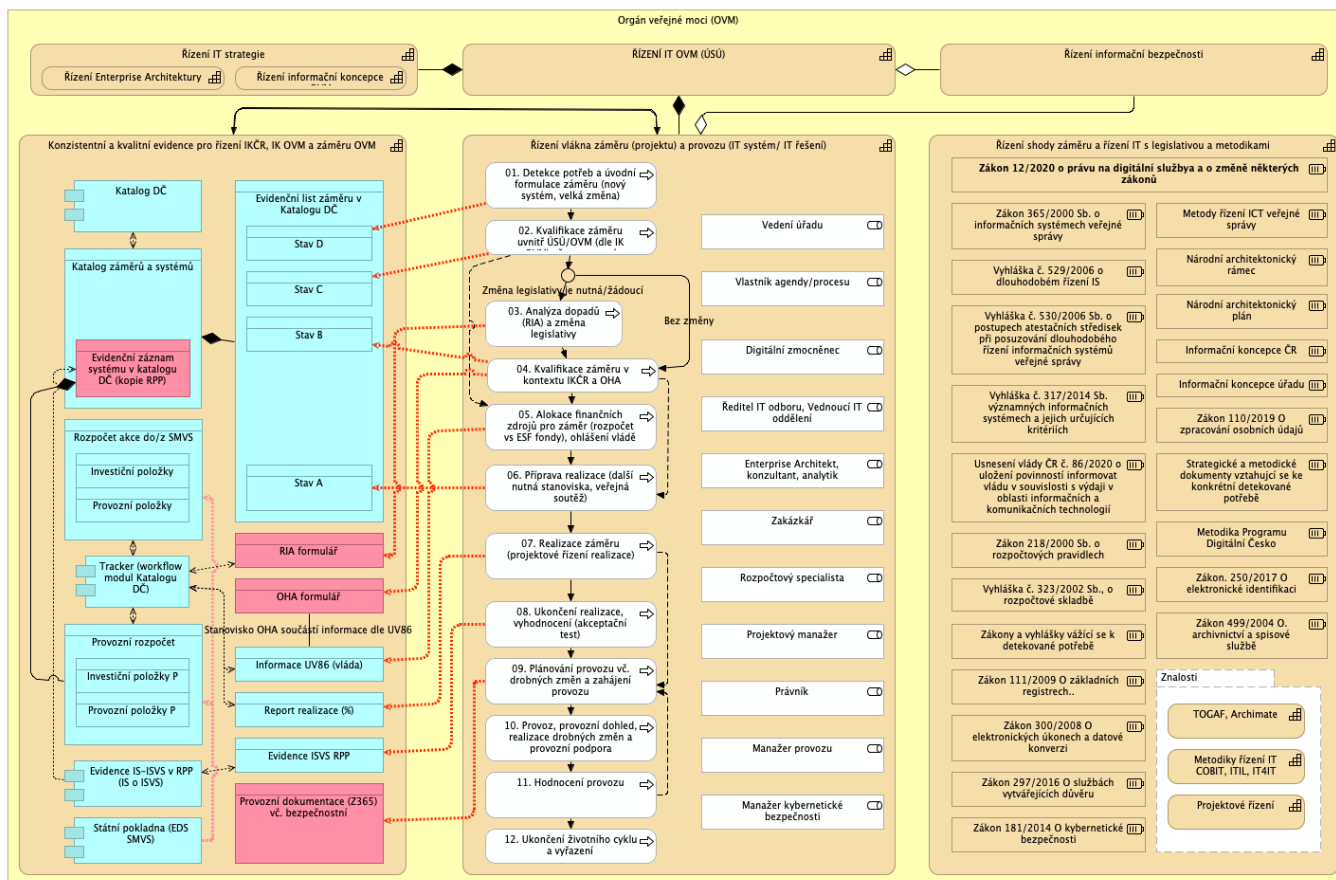 Orgán veřejné moci (OVM)
Řízení IT strategie
Řízení Enterprise Architektury
Řízení informační koncepce
ŘÍZENÍ IT OVM (ÚSÚ)
Řízení informační bezpečnosti
Konzistentní a kvalitní evidence pro řízení IKČR, IK OVM a záměru OVM
Katalog DČ
Katalog záměrů a systémů
Evidenční záznam
systému v katalogu
DČ (kopie RPP)
Rozpočet akce do/z SMVS
Investiční položky
Provozní položky
Tracker (workflow
modul Katalogu
DČ)
Provozní rozpočet
Investiční položky P
Provozní položky P
Evidence IS-ISVS v RPP
(IS o ISVS)
Státní pokladna (EDS
SMVS)
Evidenční list záměru v
Katalogu DČ
Stav D
Stav C
Stav B
Stav A
RIA formulář
OHA formulář
Stanovisko OHA součástí informace dle UV86
Informace UV86 (vláda)
Report realizace (%)
Evidence ISVS RPP
Provozní dokumentace (Z365)
vč. bezpečnostní
Řízení vlákna záměru (projektu) a provozu (IT systém/ IT řešení)
01. Detekce potřeb a úvodní
formulace záměru (nový
systém, velká změna)
02. Kvalifikace záměru
uvnitř ÚSÚ/OVM (dle IK
Změna legislativy je nutná/žádoucí
Bez změny
03. Analýza dopadů
(RIA) a změna
legislativy
04. Kvalifikace záměru v
kontextu IKČR a OHA
05. Alokace finančních
zdrojů pro záměr (rozpočet
vs ESF fondy), ohlášení vládě
06. Příprava realizace (další
nutná stanoviska, veřejná
soutěž)
07. Realizace záměru
(projektové řízení realizace)
08. Ukončení realizace,
vyhodnocení (akceptační
test)
09. Plánování provozu vč.
drobných změn a zahájení
provozu
10. Provoz, provozní dohled,
realizace drobných změn a
provozní podpora
11. Hodnocení provozu
12. Ukončení životního cyklu
a vyřazení
Vedení úřadu
Vlastník agendy/procesu
Digitální zmocněnec
Ředitel IT odboru, Vednoucí IT
oddělení
Enterprise Architekt,
konzultant, analytik
Zakázkář
Rozpočtový specialista
Projektový manažer
Právník
Manažer provozu
Manažer kybernetické
bezpečnosti
Řízení shody záměru a řízení IT s legislativou a metodikami
Zákon 12/2020 o právu na digitální službya a o změně některých
zákonů
Zákon 365/2000 Sb. o
informačních systémech veřejné
správy
Vyhláška č. 529/2006 o
dlouhodobém řízení IS
Vyhláška č. 530/2006 Sb. o
postupech atestačních středisek
při posuzování dlouhodobého
řízení informačních systémů
veřejné správy
Vyhláška č. 317/2014 Sb.
významných informačních
systémech a jejich určujících
kritériích
Usnesení vlády ČR č. 86/2020 o
uložení povinností informovat
vládu v souvislosti s výdaji v
oblasti informačních a
komunikačních technologií
Zákon 218/2000 Sb. o
rozpočtových pravidlech
Vyhláška č. 323/2002 Sb., o
rozpočtové skladbě
Zákony a vyhlášky vážící se k
detekované potřebě
Zákon 111/2009 O základních
registrech..
Zákon 300/2008 O
elektronických úkonech a datové
konverzi
Zákon 297/2016 O službách
vytvářejících důvěru
Zákon 181/2014 O kybernetické
bezpečnosti
Metody řízení ICT veřejné
správy
Národní architektonický
rámec
Národní architektonický
plán
Informační koncepce ČR
Informační koncepce úřadu
Zákon 110/2019 O
zpracování osobních údajů
Strategické a metodické
dokumenty vztahující se ke
konkrétní detekované
potřebě
Metodika Programu
Digitální Česko
Zákon. 250/2017 O
elektronické identifikaci
Zákon 499/2004 O.
archivnictví a spisové
službě
Znalosti
TOGAF, Archimate
Metodiky řízení IT
COBIT, ITIL, IT4IT
Projektové řízení